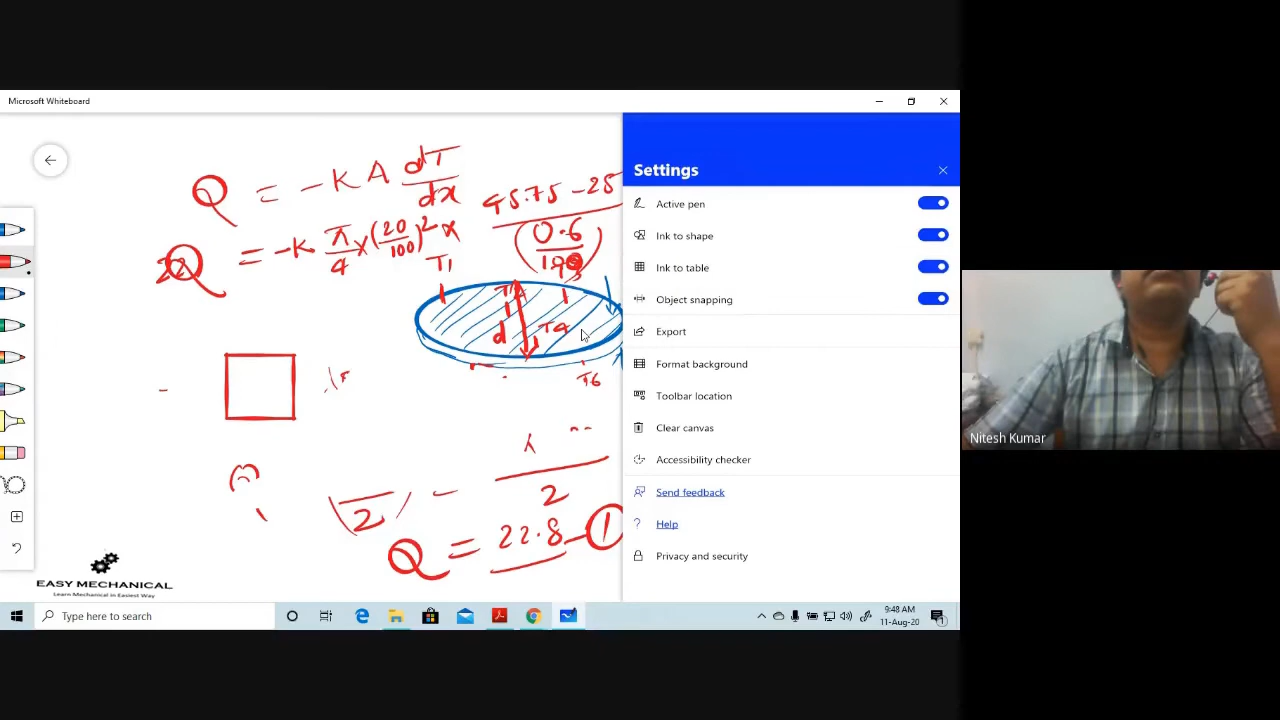 Microsoft Whiteboard
Q = -KA dT/dx
45.75-25
Q = -K π/4 x (20/100)² x
0.6
T1
d
T4
T6
2
2
Q = 22.8 - 1
EASY MECHANICAL
Learn Mechanical in Easiest Way
Settings
Active pen
Ink to shape
Ink to table
Object snapping
Export
Format background
Toolbar location
Clear canvas
Accessibility checker
Send feedback
Help
Privacy and security
Nitesh Kumar
Type here to search
9:48 AM
11-Aug-20